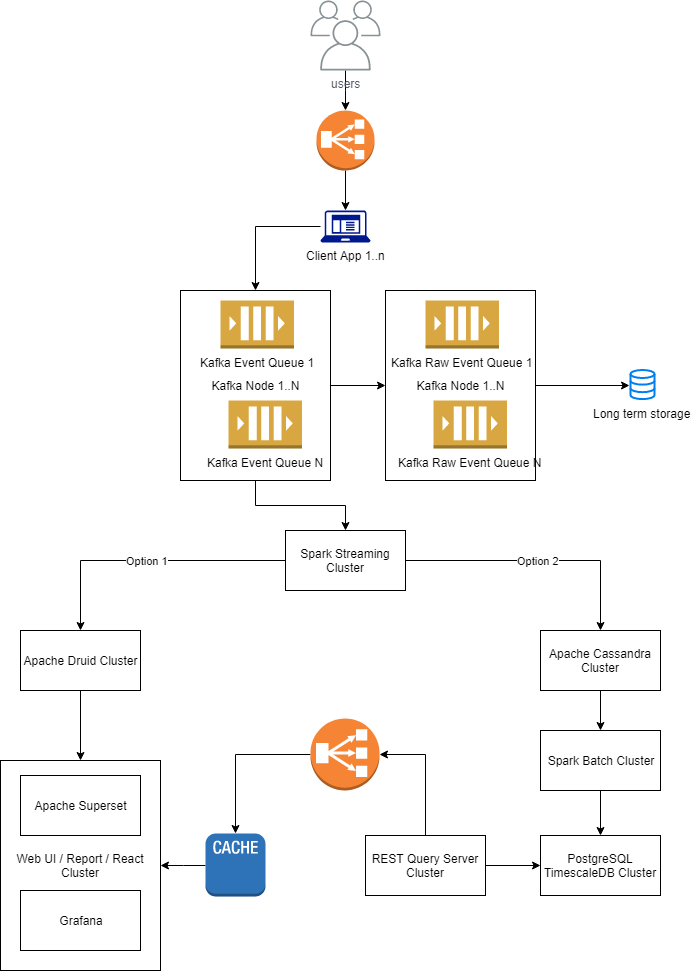 users
Client App 1..n
Kafka Event Queue 1
Kafka Node 1..N
Kafka Event Queue N
Kafka Raw Event Queue 1
Kafka Node 1..N
Kafka Raw Event Queue N
Long term storage
Spark Streaming
Cluster
Option 1
Option 2
Apache Druid Cluster
Apache Cassandra
Cluster
Spark Batch Cluster
Apache Superset
Web UI / Report / React
Cluster
Grafana
CACHE
REST Query Server
Cluster
PostgreSQL
TimescaleDB Cluster